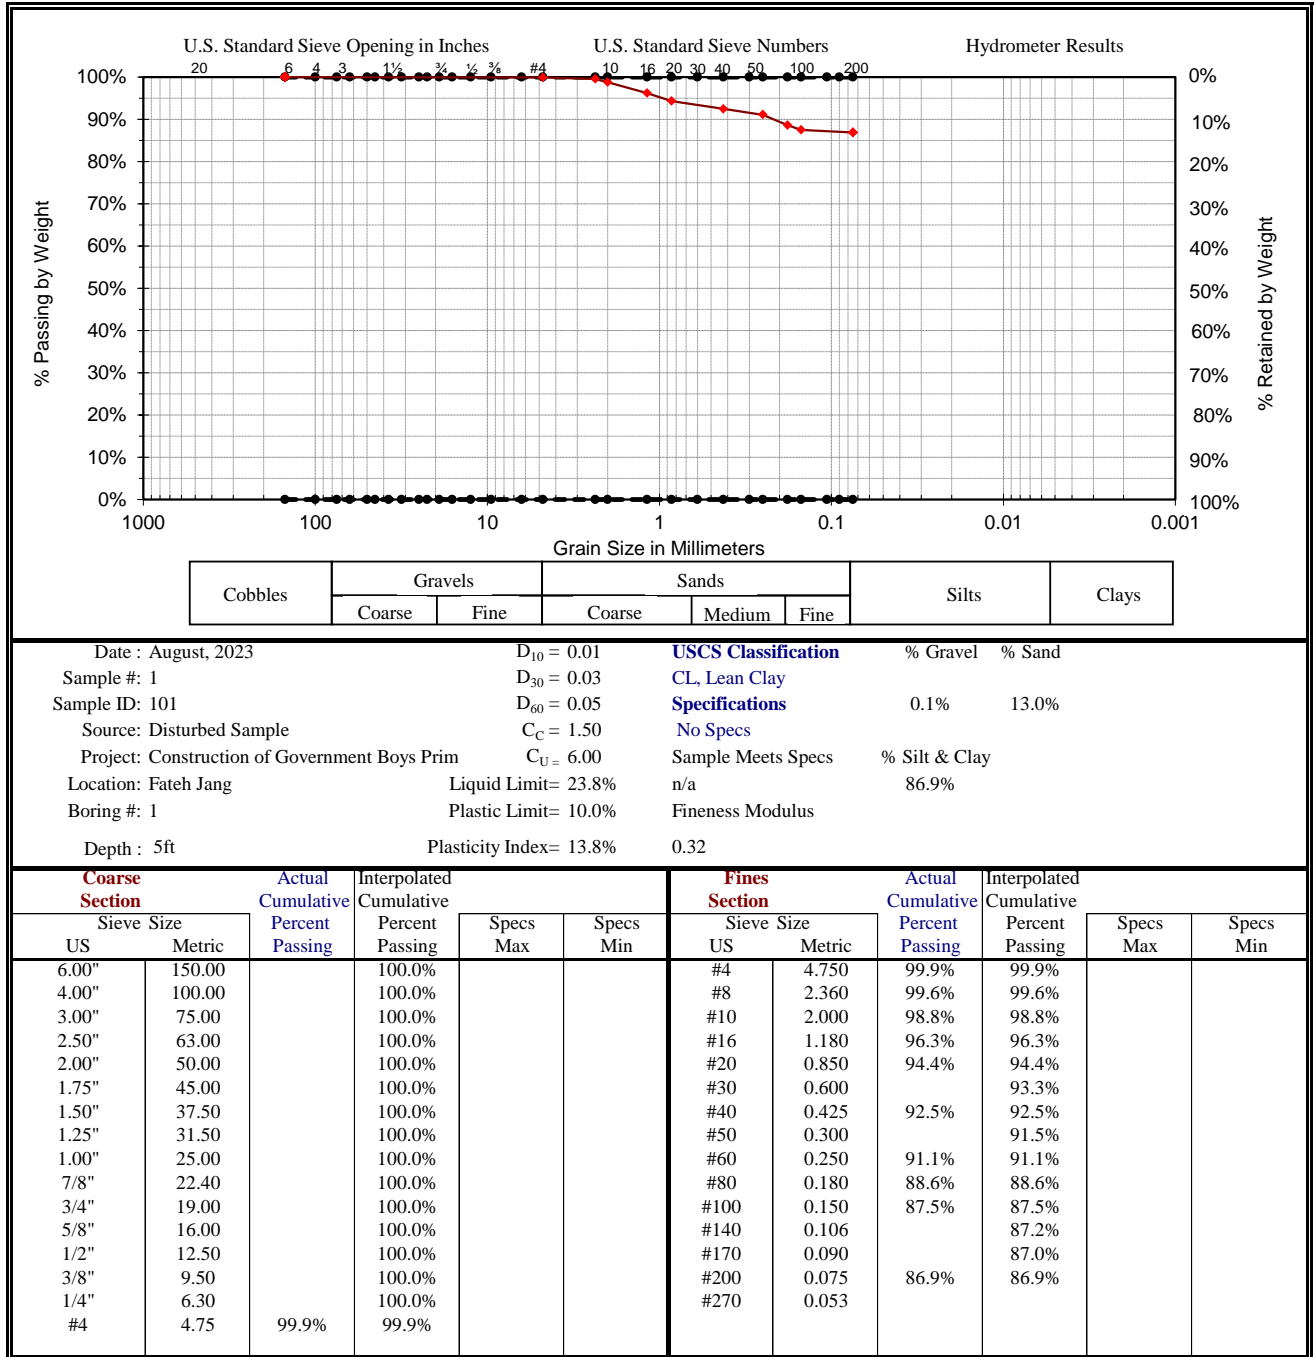 U.S. Standard Sieve Opening in Inches U.S. Standard Sieve Numbers Hydrometer Results
20 6 4 3 1½ ¾ ½ ⅜ #4 10 16 20 30 40 50 100 200
% Passing by Weight
100%
90%
80%
70%
60%
50%
40%
30%
20%
10%
0%
0%
10%
20%
30%
40%
50%
60%
70%
80%
90%
100%
% Retained by Weight
1000 100 10 1 0.1 0.01 0.001
Grain Size in Millimeters
Cobbles Gravels Sands Silts Clays
Coarse Fine Coarse Medium Fine
Date : August, 2023 D10 = 0.01 USCS Classification % Gravel % Sand
Sample #: 1 D30 = 0.03 CL, Lean Clay
Sample ID: 101 D60 = 0.05 Specifications 0.1% 13.0%
Source: Disturbed Sample CC = 1.50 No Specs
Project: Construction of Government Boys Prim CU = 6.00 Sample Meets Specs % Silt & Clay
Location: Fateh Jang Liquid Limit= 23.8% n/a 86.9%
Boring #: 1 Plastic Limit= 10.0% Fineness Modulus
Depth : 5ft Plasticity Index= 13.8% 0.32
Coarse Actual Interpolated Fines Actual Interpolated
Section Cumulative Cumulative Section Cumulative Cumulative
Sieve Size Percent Percent Specs Specs Sieve Size Percent Percent Specs Specs
US Metric Passing Passing Max Min US Metric Passing Passing Max Min
6.00" 150.00 100.0% #4 4.750 99.9% 99.9%
4.00" 100.00 100.0% #8 2.360 99.6% 99.6%
3.00" 75.00 100.0% #10 2.000 98.8% 98.8%
2.50" 63.00 100.0% #16 1.180 96.3% 96.3%
2.00" 50.00 100.0% #20 0.850 94.4% 94.4%
1.75" 45.00 100.0% #30 0.600 93.3%
1.50" 37.50 100.0% #40 0.425 92.5% 92.5%
1.25" 31.50 100.0% #50 0.300 91.5%
1.00" 25.00 100.0% #60 0.250 91.1% 91.1%
7/8" 22.40 100.0% #80 0.180 88.6% 88.6%
3/4" 19.00 100.0% #100 0.150 87.5% 87.5%
5/8" 16.00 100.0% #140 0.106 87.2%
1/2" 12.50 100.0% #170 0.090 87.0%
3/8" 9.50 100.0% #200 0.075 86.9% 86.9%
1/4" 6.30 100.0% #270 0.053
#4 4.75 99.9% 99.9%